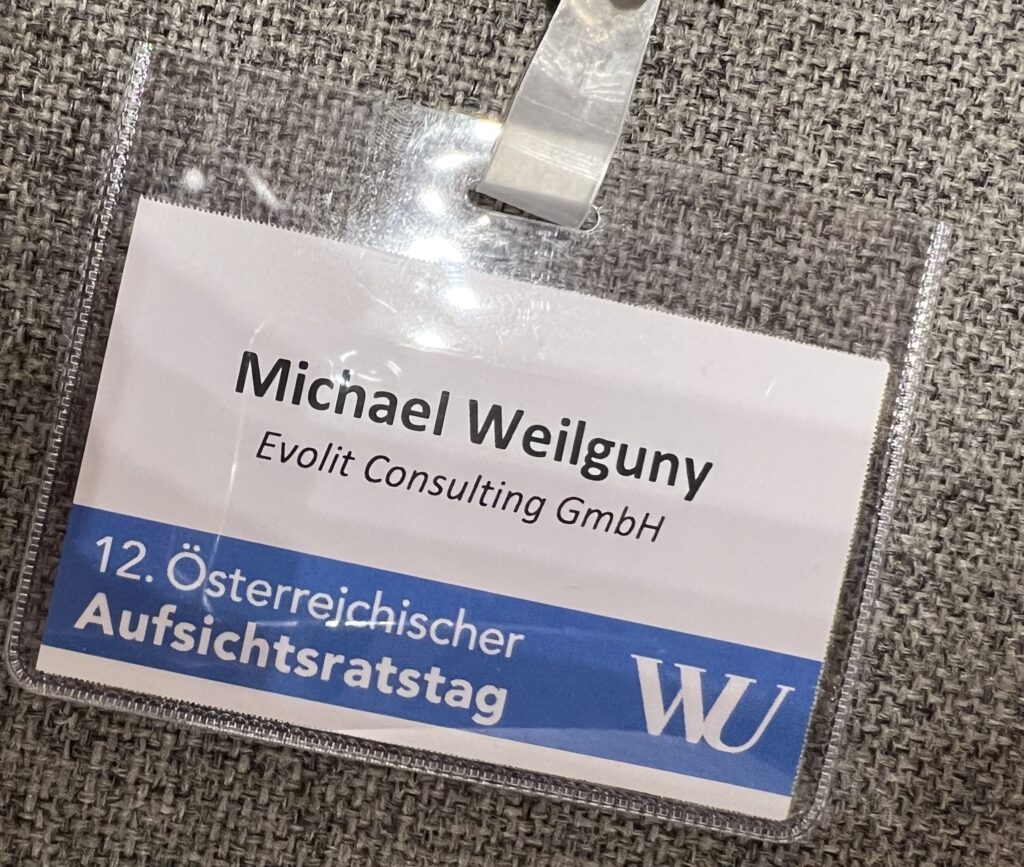 Michael Weilguny
Evolit Consulting GmbH
12. Österreichischer
Aufsichtsratstag
WU